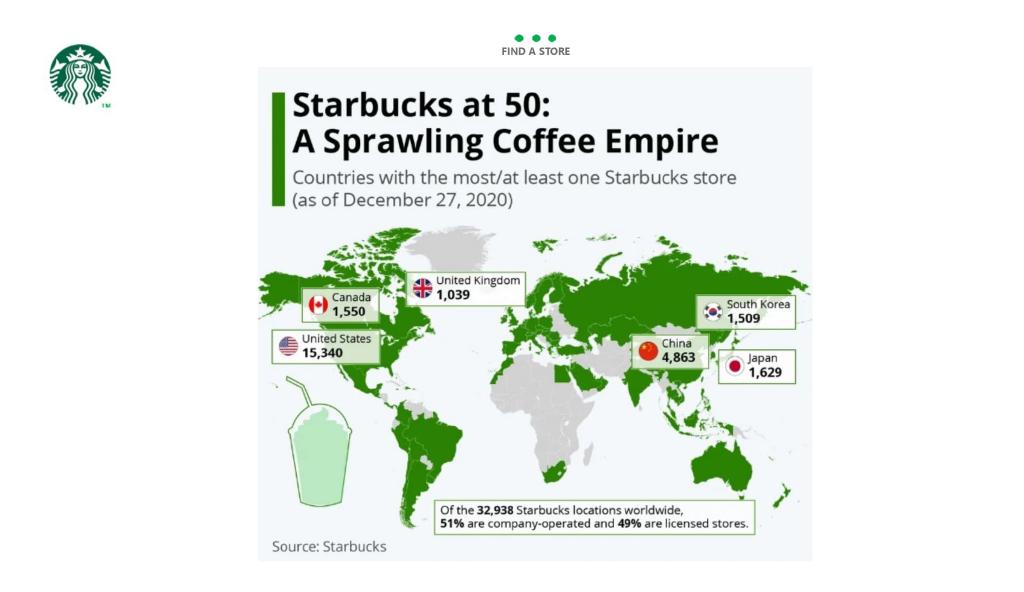 FIND A STORE
TM
Starbucks at 50:
A Sprawling Coffee Empire
Countries with the most/at least one Starbucks store
(as of December 27, 2020)
United Kingdom
1,039
Canada
1,550
South Korea
1,509
United States
15,340
China
4,863
Japan
1,629
Of the 32,938 Starbucks locations worldwide,
51% are company-operated and 49% are licensed stores.
Source: Starbucks